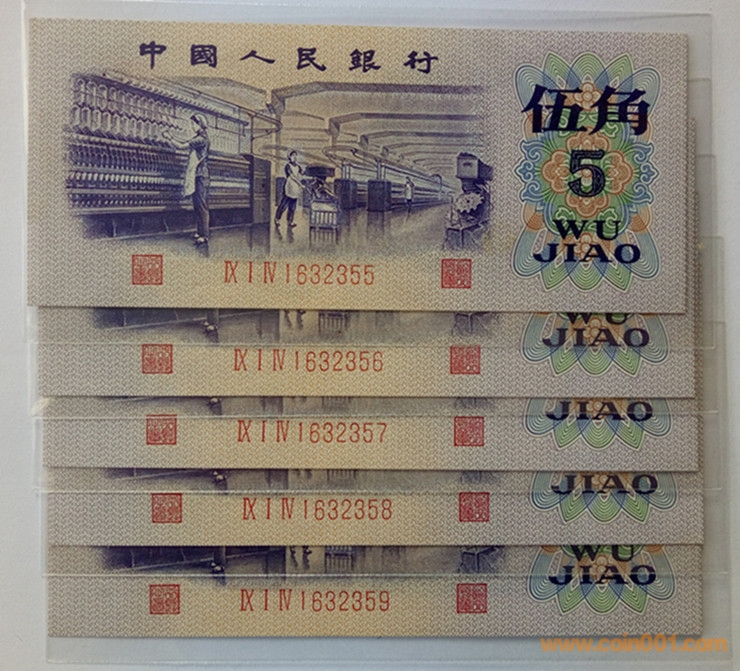 中國人民銀行
伍角
5
WU
JIAO
IX I IV 1632355
WU
JIAO
IX I IV 1632356
JIAO
IX I IV 1632357
JIAO
IX I IV 1632358
WU
JIAO
IX I IV 1632359
www.coin001.com